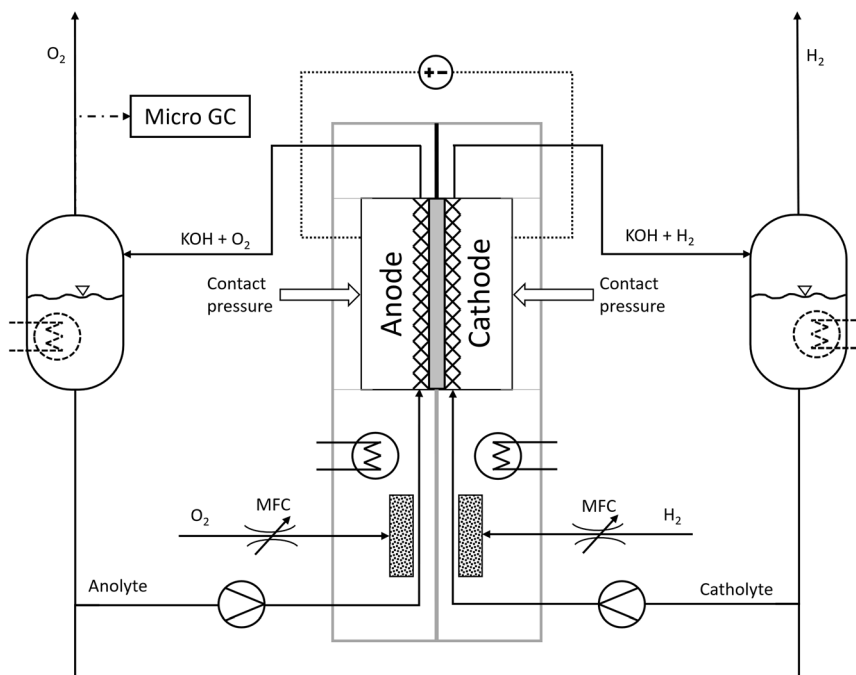 O₂
H₂
+ −
Micro GC
KOH + O₂
KOH + H₂
Contact
pressure
Anode
Cathode
Contact
pressure
MFC
O₂
MFC
H₂
Anolyte
Catholyte